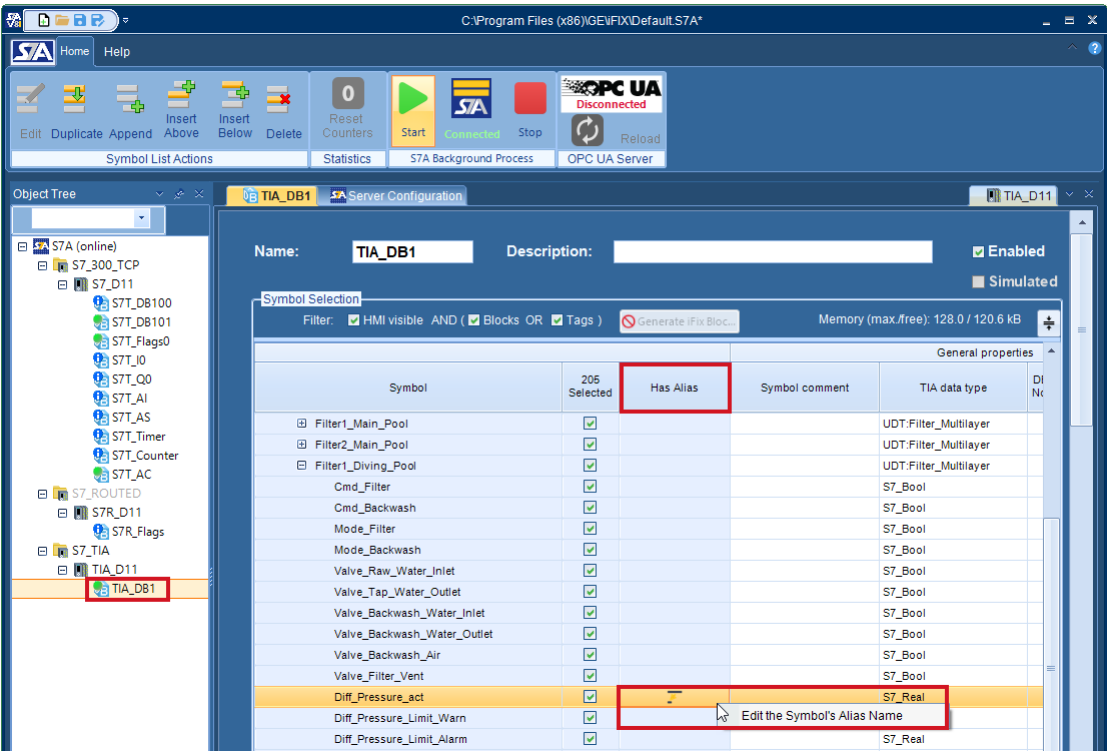 C:\Program Files (x86)\GE\iFIX\Default.S7A*
S7A Home Help
Edit Duplicate Append Insert Above Insert Below Delete
Symbol List Actions
0
Reset Counters
Statistics
Start S7A Connected Stop
S7A Background Process
OPC UA
Disconnected
Reload
OPC UA Server
Object Tree
S7A (online)
S7_300_TCP
S7_D11
S7T_DB100
S7T_DB101
S7T_Flags0
S7T_I0
S7T_Q0
S7T_AI
S7T_AS
S7T_Timer
S7T_Counter
S7T_AC
S7_ROUTED
S7R_D11
S7R_Flags
S7_TIA
TIA_D11
TIA_DB1
TIA_DB1 Server Configuration TIA_D11
Name: TIA_DB1 Description: Enabled
Simulated
Symbol Selection
Filter: HMI visible AND ( Blocks OR Tags ) Generate iFix Bloc... Memory (max./free): 128.0 / 120.6 kB
General properties
Symbol 205 Selected Has Alias Symbol comment TIA data type
Filter1_Main_Pool UDT:Filter_Multilayer
Filter2_Main_Pool UDT:Filter_Multilayer
Filter1_Diving_Pool UDT:Filter_Multilayer
Cmd_Filter S7_Bool
Cmd_Backwash S7_Bool
Mode_Filter S7_Bool
Mode_Backwash S7_Bool
Valve_Raw_Water_Inlet S7_Bool
Valve_Tap_Water_Outlet S7_Bool
Valve_Backwash_Water_Inlet S7_Bool
Valve_Backwash_Water_Outlet S7_Bool
Valve_Backwash_Air S7_Bool
Valve_Filter_Vent S7_Bool
Diff_Pressure_act S7_Real
Diff_Pressure_Limit_Warn Edit the Symbol's Alias Name
Diff_Pressure_Limit_Alarm S7_Real